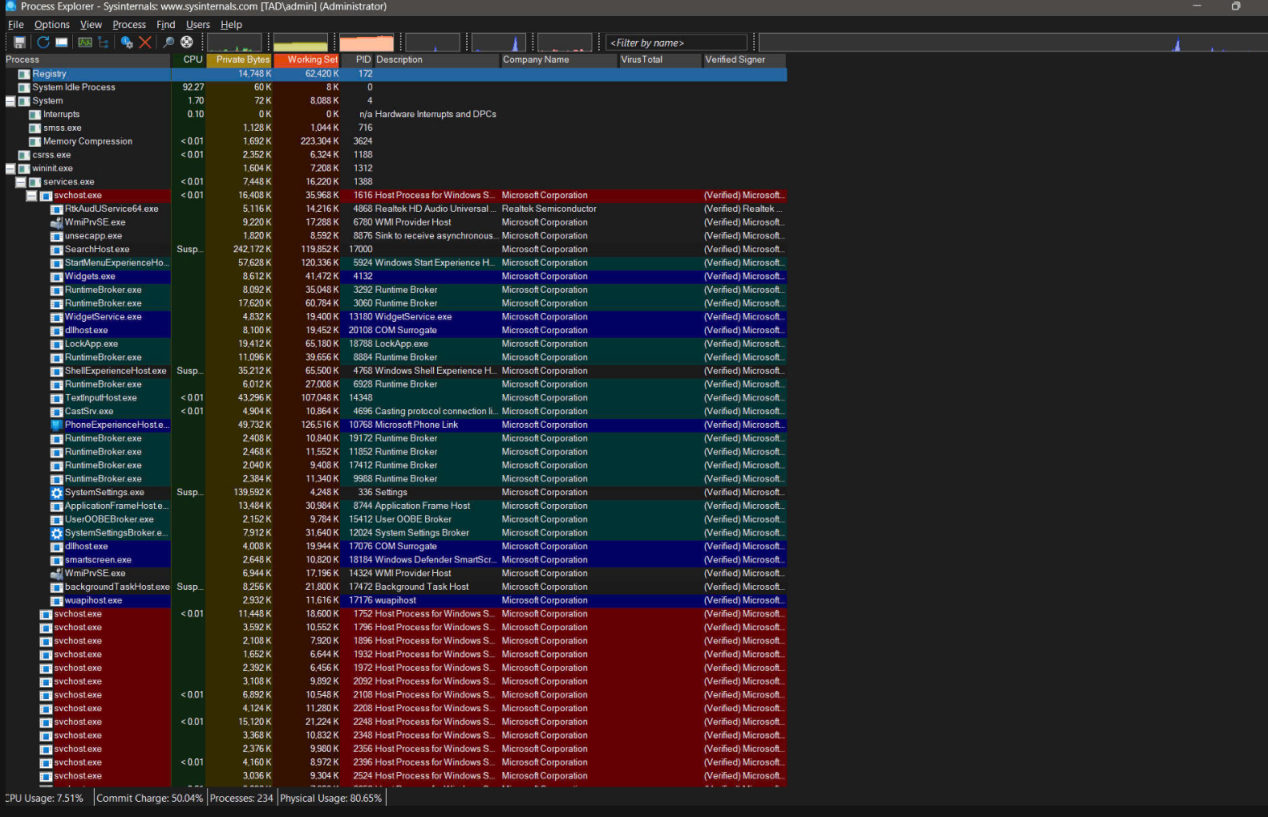 Process Explorer - Sysinternals: www.sysinternals.com [TAD\admin] (Administrator)
File Options View Process Find Users Help
<Filter by name>
Process CPU Private Bytes Working Set PID Description Company Name VirusTotal Verified Signer
Registry 14,748 K 62,420 K 172
System Idle Process 92.27 60 K 8 K 0
System 1.70 72 K 8,088 K 4
Interrupts 0.10 0 K 0 K n/a Hardware Interrupts and DPCs
smss.exe 1,128 K 1,044 K 716
Memory Compression < 0.01 1,692 K 223,304 K 3624
csrss.exe < 0.01 2,352 K 6,324 K 1188
wininit.exe 1,604 K 7,208 K 1312
services.exe < 0.01 7,448 K 16,220 K 1388
svchost.exe < 0.01 16,408 K 35,968 K 1616 Host Process for Windows S... Microsoft Corporation (Verified) Microsoft...
RtkAudUService64.exe 5,116 K 14,216 K 4868 Realtek HD Audio Universal ... Realtek Semiconductor (Verified) Realtek ...
WmiPrvSE.exe 9,220 K 17,288 K 6780 WMI Provider Host Microsoft Corporation (Verified) Microsoft...
unsecapp.exe 1,820 K 8,592 K 8876 Sink to receive asynchronous... Microsoft Corporation (Verified) Microsoft...
SearchHost.exe Susp... 242,172 K 119,852 K 17000 Microsoft Corporation (Verified) Microsoft...
StartMenuExperienceHo... 57,628 K 120,336 K 5924 Windows Start Experience H... Microsoft Corporation (Verified) Microsoft...
Widgets.exe 8,612 K 41,472 K 4132 Microsoft Corporation (Verified) Microsoft...
RuntimeBroker.exe 8,092 K 35,048 K 3292 Runtime Broker Microsoft Corporation (Verified) Microsoft...
RuntimeBroker.exe 17,620 K 60,784 K 3060 Runtime Broker Microsoft Corporation (Verified) Microsoft...
WidgetService.exe 4,832 K 19,400 K 13180 WidgetService.exe Microsoft Corporation (Verified) Microsoft...
dllhost.exe 8,100 K 19,452 K 20108 COM Surrogate Microsoft Corporation (Verified) Microsoft...
LockApp.exe 19,412 K 65,180 K 18788 LockApp.exe Microsoft Corporation (Verified) Microsoft...
RuntimeBroker.exe 11,096 K 39,656 K 8884 Runtime Broker Microsoft Corporation (Verified) Microsoft...
ShellExperienceHost.exe Susp... 35,212 K 65,500 K 4768 Windows Shell Experience H... Microsoft Corporation (Verified) Microsoft...
RuntimeBroker.exe 6,012 K 27,008 K 6928 Runtime Broker Microsoft Corporation (Verified) Microsoft...
TextInputHost.exe < 0.01 43,296 K 107,048 K 14348 Microsoft Corporation (Verified) Microsoft...
CastSrv.exe < 0.01 4,904 K 10,864 K 4696 Casting protocol connection li... Microsoft Corporation (Verified) Microsoft...
PhoneExperienceHost.e... 49,732 K 126,516 K 10768 Microsoft Phone Link Microsoft Corporation (Verified) Microsoft...
RuntimeBroker.exe 2,408 K 10,840 K 19172 Runtime Broker Microsoft Corporation (Verified) Microsoft...
RuntimeBroker.exe 2,468 K 11,552 K 11852 Runtime Broker Microsoft Corporation (Verified) Microsoft...
RuntimeBroker.exe 2,040 K 9,408 K 17412 Runtime Broker Microsoft Corporation (Verified) Microsoft...
RuntimeBroker.exe 2,384 K 11,340 K 9988 Runtime Broker Microsoft Corporation (Verified) Microsoft...
SystemSettings.exe Susp... 139,592 K 4,248 K 336 Settings Microsoft Corporation (Verified) Microsoft...
ApplicationFrameHost.e... 13,484 K 30,984 K 8744 Application Frame Host Microsoft Corporation (Verified) Microsoft...
UserOOBEBroker.exe 2,152 K 9,784 K 15412 User OOBE Broker Microsoft Corporation (Verified) Microsoft...
SystemSettingsBroker.e... 7,912 K 31,640 K 12024 System Settings Broker Microsoft Corporation (Verified) Microsoft...
dllhost.exe 4,008 K 19,944 K 17076 COM Surrogate Microsoft Corporation (Verified) Microsoft...
smartscreen.exe 2,648 K 10,820 K 18184 Windows Defender SmartScr... Microsoft Corporation (Verified) Microsoft...
WmiPrvSE.exe 6,944 K 17,196 K 14324 WMI Provider Host Microsoft Corporation (Verified) Microsoft...
backgroundTaskHost.exe Susp... 8,256 K 21,800 K 17472 Background Task Host Microsoft Corporation (Verified) Microsoft...
wuapihost.exe 2,932 K 11,616 K 17176 wuapihost Microsoft Corporation (Verified) Microsoft...
svchost.exe < 0.01 11,448 K 18,600 K 1752 Host Process for Windows S... Microsoft Corporation (Verified) Microsoft...
svchost.exe 3,592 K 10,552 K 1796 Host Process for Windows S... Microsoft Corporation (Verified) Microsoft...
svchost.exe 2,108 K 7,920 K 1896 Host Process for Windows S... Microsoft Corporation (Verified) Microsoft...
svchost.exe 1,652 K 6,644 K 1932 Host Process for Windows S... Microsoft Corporation (Verified) Microsoft...
svchost.exe 2,392 K 6,456 K 1972 Host Process for Windows S... Microsoft Corporation (Verified) Microsoft...
svchost.exe 3,108 K 9,892 K 2092 Host Process for Windows S... Microsoft Corporation (Verified) Microsoft...
svchost.exe < 0.01 6,892 K 10,548 K 2108 Host Process for Windows S... Microsoft Corporation (Verified) Microsoft...
svchost.exe 4,124 K 11,280 K 2208 Host Process for Windows S... Microsoft Corporation (Verified) Microsoft...
svchost.exe < 0.01 15,120 K 21,224 K 2248 Host Process for Windows S... Microsoft Corporation (Verified) Microsoft...
svchost.exe 3,368 K 10,832 K 2348 Host Process for Windows S... Microsoft Corporation (Verified) Microsoft...
svchost.exe 2,376 K 9,980 K 2356 Host Process for Windows S... Microsoft Corporation (Verified) Microsoft...
svchost.exe < 0.01 4,160 K 8,972 K 2396 Host Process for Windows S... Microsoft Corporation (Verified) Microsoft...
svchost.exe 3,036 K 9,304 K 2524 Host Process for Windows S... Microsoft Corporation (Verified) Microsoft...
CPU Usage: 7.51% Commit Charge: 50.04% Processes: 234 Physical Usage: 80.65%